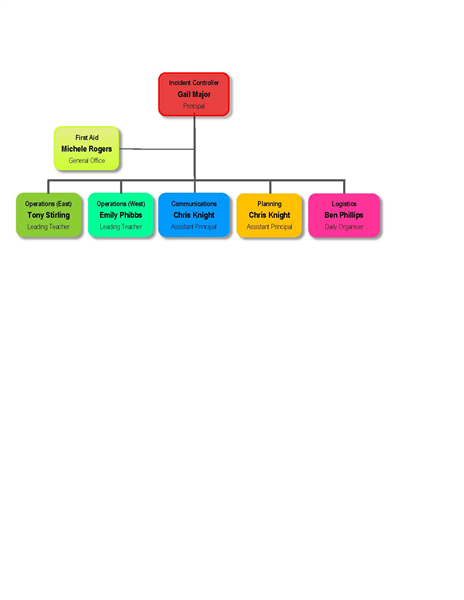 Incident Controller
Gail Major
Principal
First Aid
Michele Rogers
General Office
Operations (East)
Tony Stirling
Leading Teacher
Operations (West)
Emily Phibbs
Leading Teacher
Communications
Chris Knight
Assistant Principal
Planning
Chris Knight
Assistant Principal
Logistics
Ben Phillips
Daily Organiser